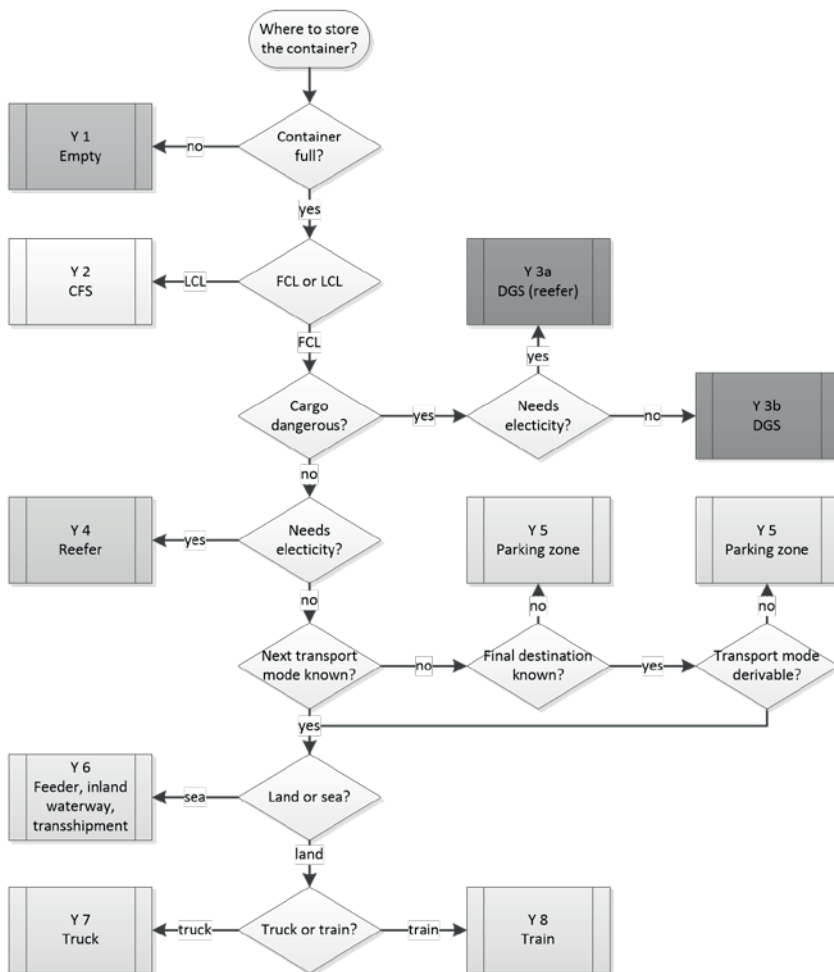 Where to store
the container?
Container
full?
no
Y 1
Empty
yes
FCL or LCL
LCL
Y 2
CFS
FCL
Cargo
dangerous?
yes
Needs
electicity?
yes
Y 3a
DGS (reefer)
no
Y 3b
DGS
no
Needs
electicity?
yes
Y 4
Reefer
no
Next transport
mode known?
no
Final destination
known?
no
Y 5
Parking zone
yes
Transport mode
derivable?
no
Y 5
Parking zone
yes
Land or sea?
sea
Y 6
Feeder, inland
waterway,
transshipment
land
Truck or train?
truck
Y 7
Truck
train
Y 8
Train